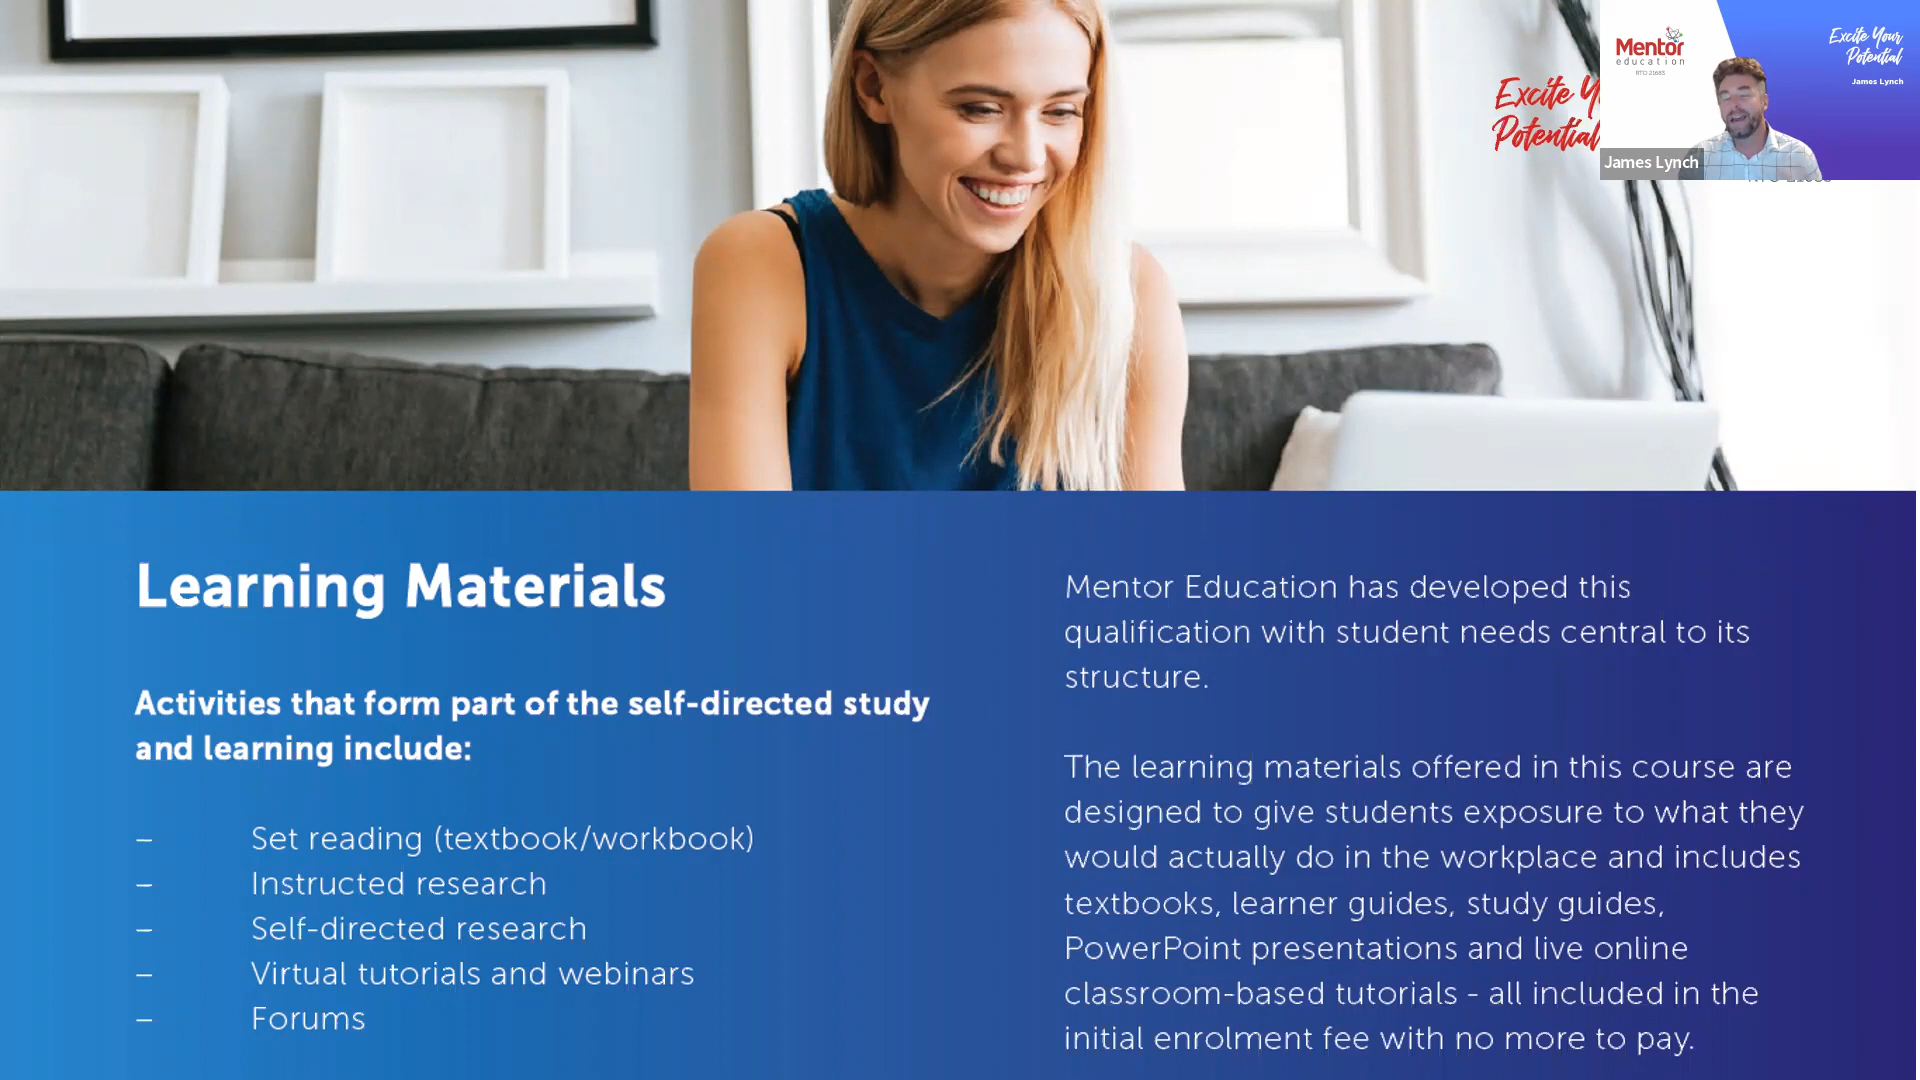 Excite
Potential
Mentor
education
RTO 21683
Excite Your
Potential
James Lynch
James Lynch
Learning Materials
Activities that form part of the self-directed study
and learning include:
– Set reading (textbook/workbook)
– Instructed research
– Self-directed research
– Virtual tutorials and webinars
– Forums
Mentor Education has developed this
qualification with student needs central to its
structure.
The learning materials offered in this course are
designed to give students exposure to what they
would actually do in the workplace and includes
textbooks, learner guides, study guides,
PowerPoint presentations and live online
classroom-based tutorials - all included in the
initial enrolment fee with no more to pay.